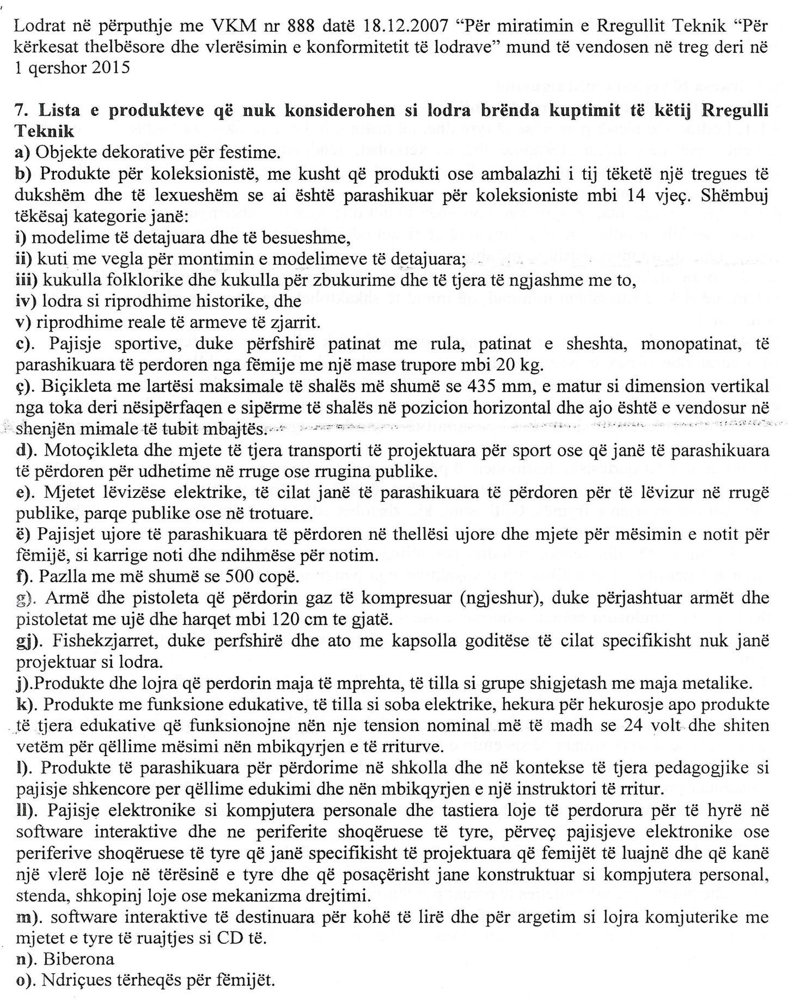 Lodrat në përputhje me VKM nr 888 datë 18.12.2007 “Për miratimin e Rregullit Teknik “Për
kërkesat thelbësore dhe vlerësimin e konformitetit të lodrave” mund të vendosen në treg deri në
1 qershor 2015
7. Lista e produkteve që nuk konsiderohen si lodra brënda kuptimit të këtij Rregulli
Teknik
a) Objekte dekorative për festime.
b) Produkte për koleksionistë, me kusht që produkti ose ambalazhi i tij tëketë një tregues të
dukshëm dhe të lexueshëm se ai është parashikuar për koleksioniste mbi 14 vjeç. Shëmbuj
tëkësaj kategorie janë:
i) modelime të detajuara dhe të besueshme,
ii) kuti me vegla për montimin e modelimeve të detajuara;
iii) kukulla folklorike dhe kukulla për zbukurime dhe të tjera të ngjashme me to,
iv) lodra si riprodhime historike, dhe
v) riprodhime reale të armeve të zjarrit.
c). Pajisje sportive, duke përfshirë patinat me rula, patinat e sheshta, monopatinat, të
parashikuara të perdoren nga fëmije me një mase trupore mbi 20 kg.
ç). Biçikleta me lartësi maksimale të shalës më shumë se 435 mm, e matur si dimension vertikal
nga toka deri nësipërfaqen e sipërme të shalës në pozicion horizontal dhe ajo është e vendosur në
shenjën mimale të tubit mbajtës.
d). Motoçikleta dhe mjete të tjera transporti të projektuara për sport ose që janë të parashikuara
të përdoren për udhëtime në rruge ose rrugina publike.
e). Mjetet lëvizëse elektrike, të cilat janë të parashikuara të përdoren për të lëvizur në rrugë
publike, parqe publike ose në trotuare.
ë) Pajisjet ujore të parashikuara të përdoren në thellësi ujore dhe mjete për mësimin e notit për
fëmijë, si karrige noti dhe ndihmëse për notim.
f). Pazlla me më shumë se 500 copë.
g). Armë dhe pistoleta që përdorin gaz të kompresuar (ngjeshur), duke përjashtuar armët dhe
pistoletat me ujë dhe harqet mbi 120 cm te gjatë.
gj). Fishekzjarret, duke perfshirë dhe ato me kapsolla goditëse të cilat specifikisht nuk janë
projektuar si lodra.
j).Produkte dhe lojra që perdorin maja të mprehta, të tilla si grupe shigjetash me maja metalike.
k). Produkte me funksione edukative, të tilla si soba elektrike, hekura për hekurosje apo produkte
të tjera edukative që funksionojne nën nje tension nominal më të madh se 24 volt dhe shiten
vetëm për qëllime mësimi nën mbikqyrjen e të rriturve.
l). Produkte të parashikuara për përdorime në shkolla dhe në kontekse të tjera pedagogjike si
pajisje shkencore per qëllime edukimi dhe nën mbikqyrjen e një instruktori të rritur.
ll). Pajisje elektronike si kompjutera personale dhe tastiera loje të perdorura për të hyrë në
software interaktive dhe ne periferite shoqëruese të tyre, përveç pajisjeve elektronike ose
periferive shoqëruese të tyre që janë specifikisht të projektuara që femijët të luajnë dhe që kanë
një vlerë loje në tërësinë e tyre dhe që posaçërisht jane konstruktuar si kompjutera personal,
stenda, shkopinj loje ose mekanizma drejtimi.
m). software interaktive të destinuara për kohë të lirë dhe për argetim si lojra komjuterike me
mjetet e tyre të ruajtjes si CD të.
n). Biberona
o). Ndriçues tërheqës për fëmijët.